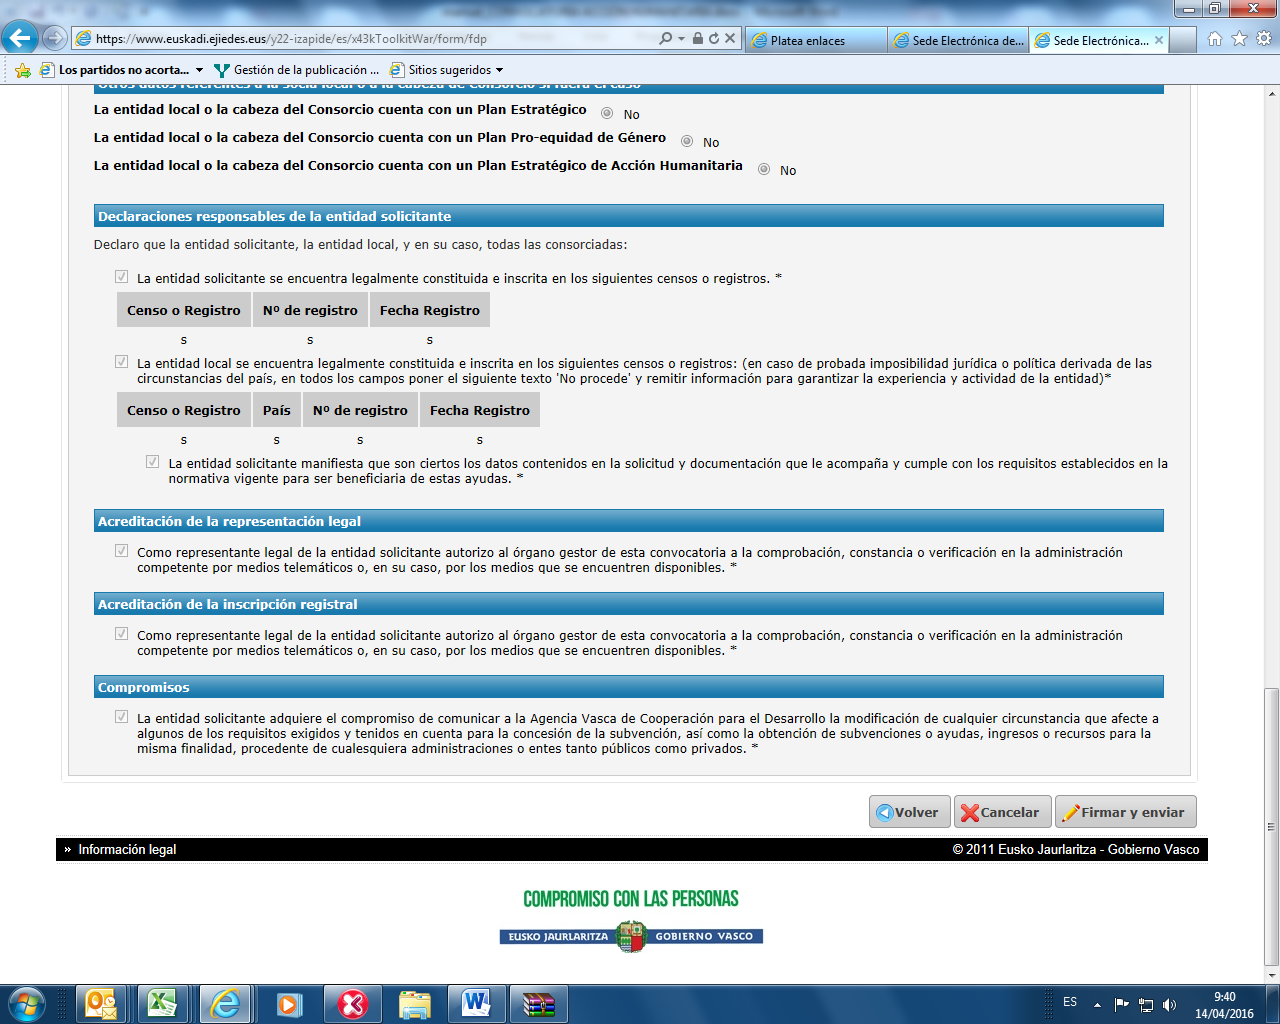 https://www.euskadi.ejiedes.eus/y22-izapide/es/x43kToolkitWar/form/fdp
Platea enlaces
Sede Electrónica de...
Sede Electrónica...
Los partidos no acorta...
Gestión de la publicación ...
Sitios sugeridos
Otros datos referentes a la socia local o a la cabeza de Consorcio si fuera el caso
La entidad local o la cabeza del Consorcio cuenta con un Plan Estratégico No
La entidad local o la cabeza del Consorcio cuenta con un Plan Pro-equidad de Género No
La entidad local o la cabeza del Consorcio cuenta con un Plan Estratégico de Acción Humanitaria No
Declaraciones responsables de la entidad solicitante
Declaro que la entidad solicitante, la entidad local, y en su caso, todas las consorciadas:
La entidad solicitante se encuentra legalmente constituida e inscrita en los siguientes censos o registros. *
Censo o Registro Nº de registro Fecha Registro
s s s
La entidad local se encuentra legalmente constituida e inscrita en los siguientes censos o registros: (en caso de probada imposibilidad jurídica o política derivada de las
circunstancias del país, en todos los campos poner el siguiente texto 'No procede' y remitir información para garantizar la experiencia y actividad de la entidad)*
Censo o Registro País Nº de registro Fecha Registro
s s s s
La entidad solicitante manifiesta que son ciertos los datos contenidos en la solicitud y documentación que le acompaña y cumple con los requisitos establecidos en la
normativa vigente para ser beneficiaria de estas ayudas. *
Acreditación de la representación legal
Como representante legal de la entidad solicitante autorizo al órgano gestor de esta convocatoria a la comprobación, constancia o verificación en la administración
competente por medios telemáticos o, en su caso, por los medios que se encuentren disponibles. *
Acreditación de la inscripción registral
Como representante legal de la entidad solicitante autorizo al órgano gestor de esta convocatoria a la comprobación, constancia o verificación en la administración
competente por medios telemáticos o, en su caso, por los medios que se encuentren disponibles. *
Compromisos
La entidad solicitante adquiere el compromiso de comunicar a la Agencia Vasca de Cooperación para el Desarrollo la modificación de cualquier circunstancia que afecte a
algunos de los requisitos exigidos y tenidos en cuenta para la concesión de la subvención, así como la obtención de subvenciones o ayudas, ingresos o recursos para la
misma finalidad, procedente de cualesquiera administraciones o entes tanto públicos como privados. *
Volver Cancelar Firmar y enviar
» Información legal © 2011 Eusko Jaurlaritza - Gobierno Vasco
COMPROMISO CON LAS PERSONAS
EUSKO JAURLARITZA GOBIERNO VASCO
ES
9:40
14/04/2016